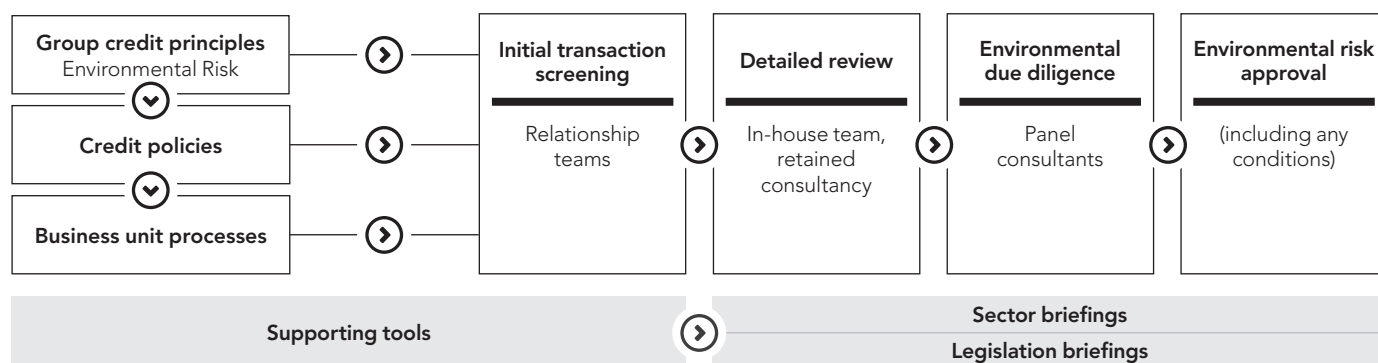 Group credit principles
Environmental Risk
Credit policies
Business unit processes
Initial transaction
screening
Relationship
teams
Detailed review
In-house team,
retained
consultancy
Environmental
due diligence
Panel
consultants
Environmental risk
approval
(including any
conditions)
Supporting tools
Sector briefings
Legislation briefings